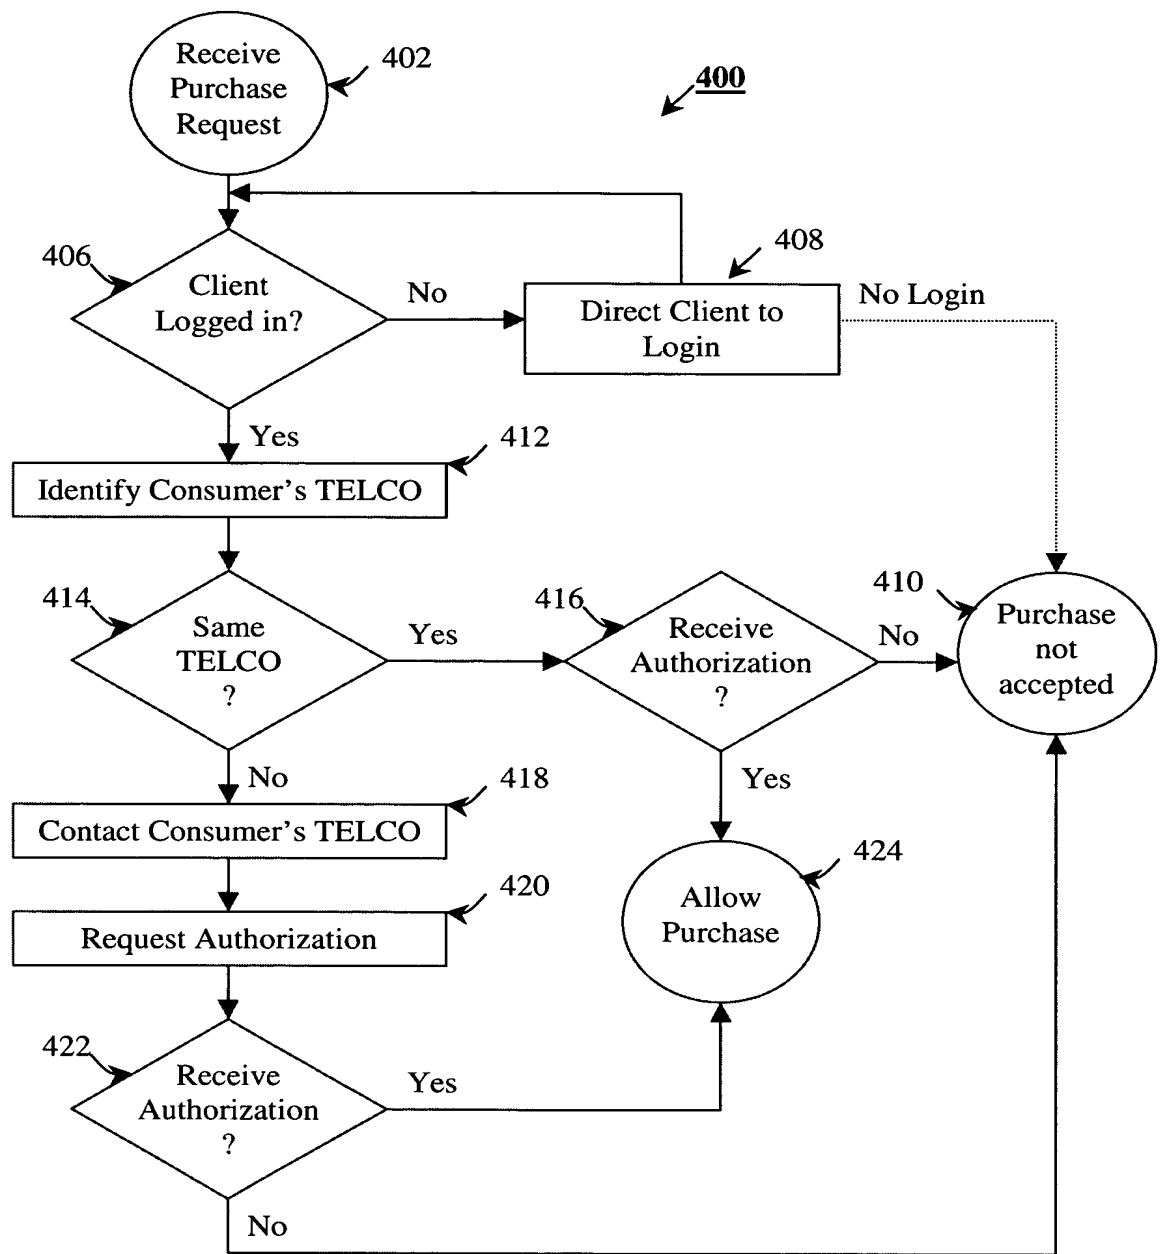 Receive
Purchase
Request
402
400
406
Client
Logged in?
No
408
Direct Client to
Login
No Login
Yes
412
Identify Consumer's TELCO
414
Same
TELCO
?
Yes
416
Receive
Authorization
?
No
410
Purchase
not
accepted
No
418
Contact Consumer's TELCO
Yes
424
Allow
Purchase
420
Request Authorization
422
Receive
Authorization
?
Yes
No